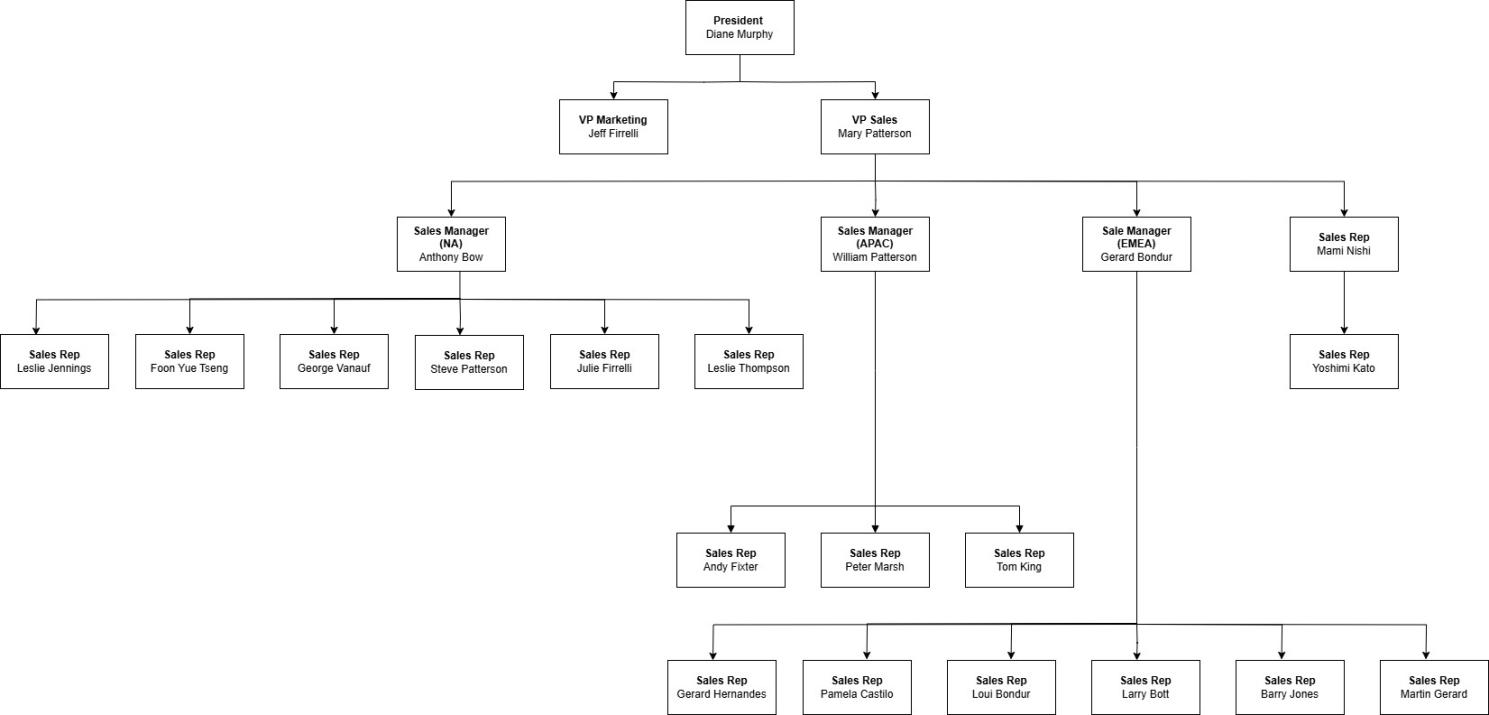 President
Diane Murphy
VP Marketing
Jeff Firrelli
VP Sales
Mary Patterson
Sales Manager
(NA)
Anthony Bow
Sales Manager
(APAC)
William Patterson
Sale Manager
(EMEA)
Gerard Bondur
Sales Rep
Mami Nishi
Sales Rep
Leslie Jennings
Sales Rep
Foon Yue Tseng
Sales Rep
George Vanauf
Sales Rep
Steve Patterson
Sales Rep
Julie Firrelli
Sales Rep
Leslie Thompson
Sales Rep
Yoshimi Kato
Sales Rep
Andy Fixter
Sales Rep
Peter Marsh
Sales Rep
Tom King
Sales Rep
Gerard Hernandes
Sales Rep
Pamela Castilo
Sales Rep
Loui Bondur
Sales Rep
Larry Bott
Sales Rep
Barry Jones
Sales Rep
Martin Gerard